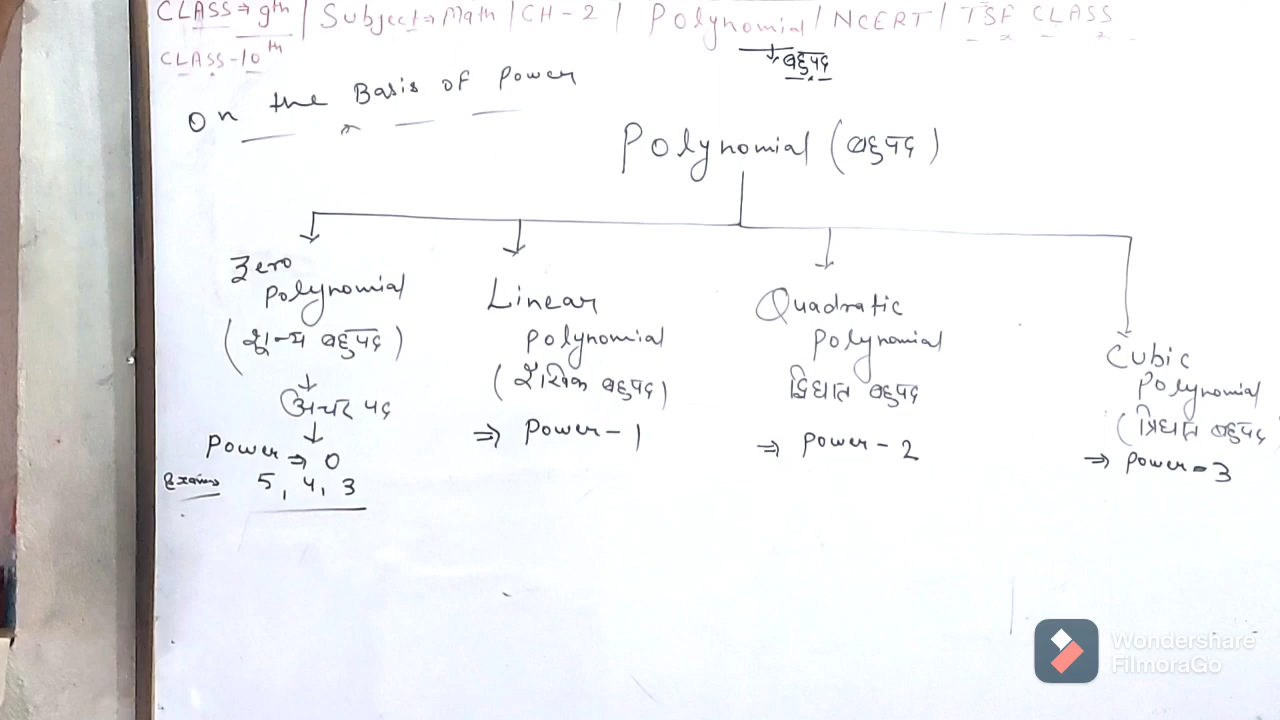 CLASS⇒9th / Subject⇒Math / CH-2 / Polynomial / NCERT / TSF CLASS
CLASS-10th
बहुपद
On the Basis of power
Polynomial (बहुपद)
Zero
polynomial
(शून्य बहुपद)
अचर पद
Power ⇒ 0
5, 4, 3
Linear
polynomial
(रैखिक बहुपद)
⇒ power-1
Quadratic
polynomial
द्विघात बहुपद
⇒ power-2
Cubic
polynomial
(त्रिघात बहुपद
⇒ power-3
Wondershare
FilmoraGo